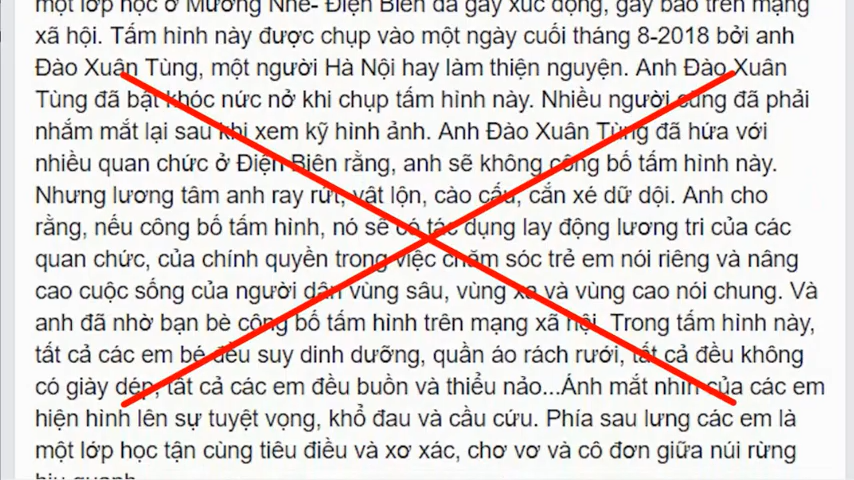 một lớp học ở Mường Nhé- Điện Biên đã gây xúc động, gây bão trên mạng
xã hội. Tấm hình này được chụp vào một ngày cuối tháng 8-2018 bởi anh
Đào Xuân Tùng, một người Hà Nội hay làm thiện nguyện. Anh Đào Xuân
Tùng đã bật khóc nức nở khi chụp tấm hình này. Nhiều người cũng đã phải
nhắm mắt lại sau khi xem kỹ hình ảnh. Anh Đào Xuân Tùng đã hứa với
nhiều quan chức ở Điện Biên rằng, anh sẽ không công bố tấm hình này.
Nhưng lương tâm anh ray rứt, vật lộn, cào cấu, cắn xé dữ dội. Anh cho
rằng, nếu công bố tấm hình, nó sẽ có tác dụng lay động lương tri của các
quan chức, của chính quyền trong việc chăm sóc trẻ em nói riêng và nâng
cao cuộc sống của người dân vùng sâu, vùng xa và vùng cao nói chung. Và
anh đã nhờ bạn bè công bố tấm hình trên mạng xã hội. Trong tấm hình này,
tất cả các em bé đều suy dinh dưỡng, quần áo rách rưới, tất cả đều không
có giày dép, tất cả các em đều buồn và thiểu nảo...Ánh mắt nhìn của các em
hiện hình lên sự tuyệt vọng, khổ đau và cầu cứu. Phía sau lưng các em là
một lớp học tận cùng tiêu điều và xơ xác, chơ vơ và cô đơn giữa núi rừng
hiu quạnh